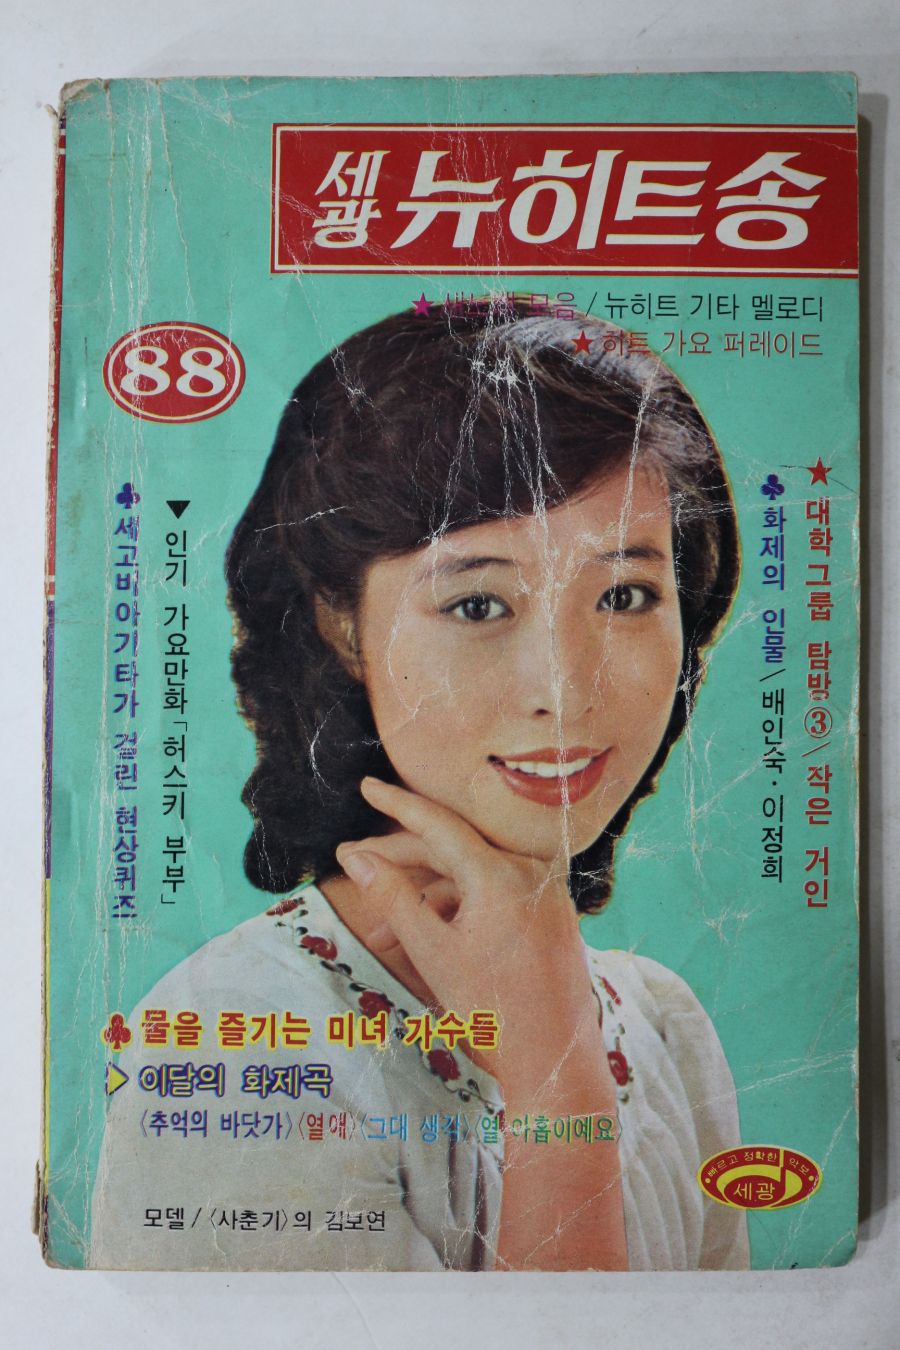 세광 뉴히트송
★새노래 모음/뉴히트 기타 멜로디
★히트 가요 퍼레이드
88
★대학그룹 탐방③/작은 거인
♣화제의 인물/배인숙·이정희
▼인기 가요만화「허스키 부부」
♣세고비아기타가 걸린 현상퀴즈
♣물을 즐기는 미녀 가수들
▶이달의 화제곡
〈추억의 바닷가〉〈열애〉〈그대 생각〉〈열 아홉이예요〉
모델/〈사춘기〉의 김보연
빠르고 정확한 악보
세광